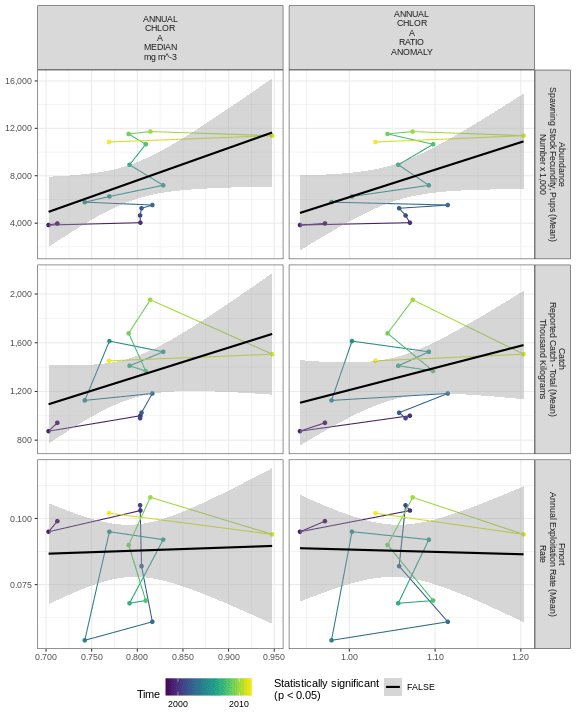 ANNUAL
CHLOR
A
MEDIAN
mg m^-3
ANNUAL
CHLOR
A
RATIO
ANOMALY
16,000
12,000
8,000
4,000
Abundance
Spawning Stock Fecundity, Pups (Mean)
Number x 1,000
2,000
1,600
1,200
800
Catch
Reported Catch - Total (Mean)
Thousand kilograms
0.100
0.075
Fmort
Annual Exploitation Rate (Mean)
Rate
0.700 0.750 0.800 0.850 0.900 0.950
1.00 1.10 1.20
Time
2000 2010
Statistically significant
(p < 0.05)
FALSE